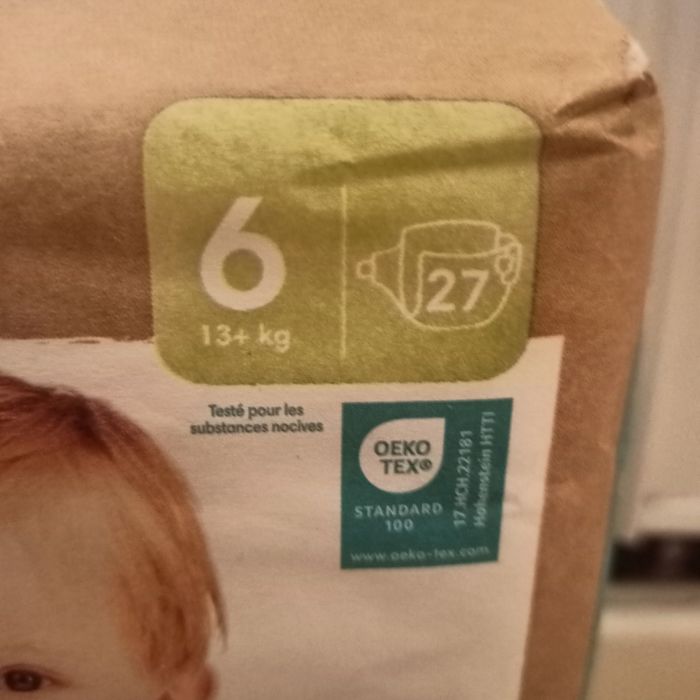 6
13+ kg
27
Testé pour les
substances nocives
OEKO
TEX®
STANDARD
100
17.HCH.22181
Hohenstein HTTI
www.oeko-tex.com